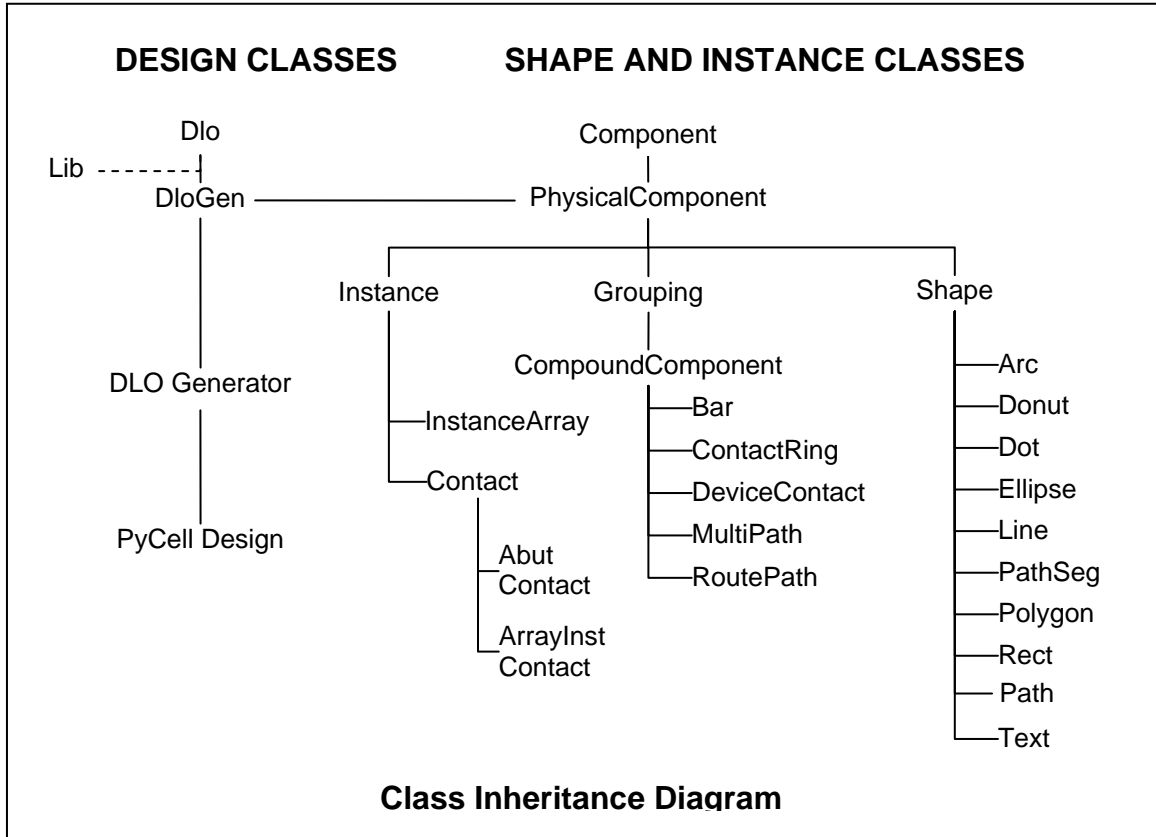 DESIGN CLASSES
SHAPE AND INSTANCE CLASSES
Dlo
Lib
DloGen
DLO Generator
PyCell Design
Component
PhysicalComponent
Instance
InstanceArray
Contact
Abut
Contact
ArrayInst
Contact
Grouping
CompoundComponent
Bar
ContactRing
DeviceContact
MultiPath
RoutePath
Shape
Arc
Donut
Dot
Ellipse
Line
PathSeg
Polygon
Rect
Path
Text
Class Inheritance Diagram